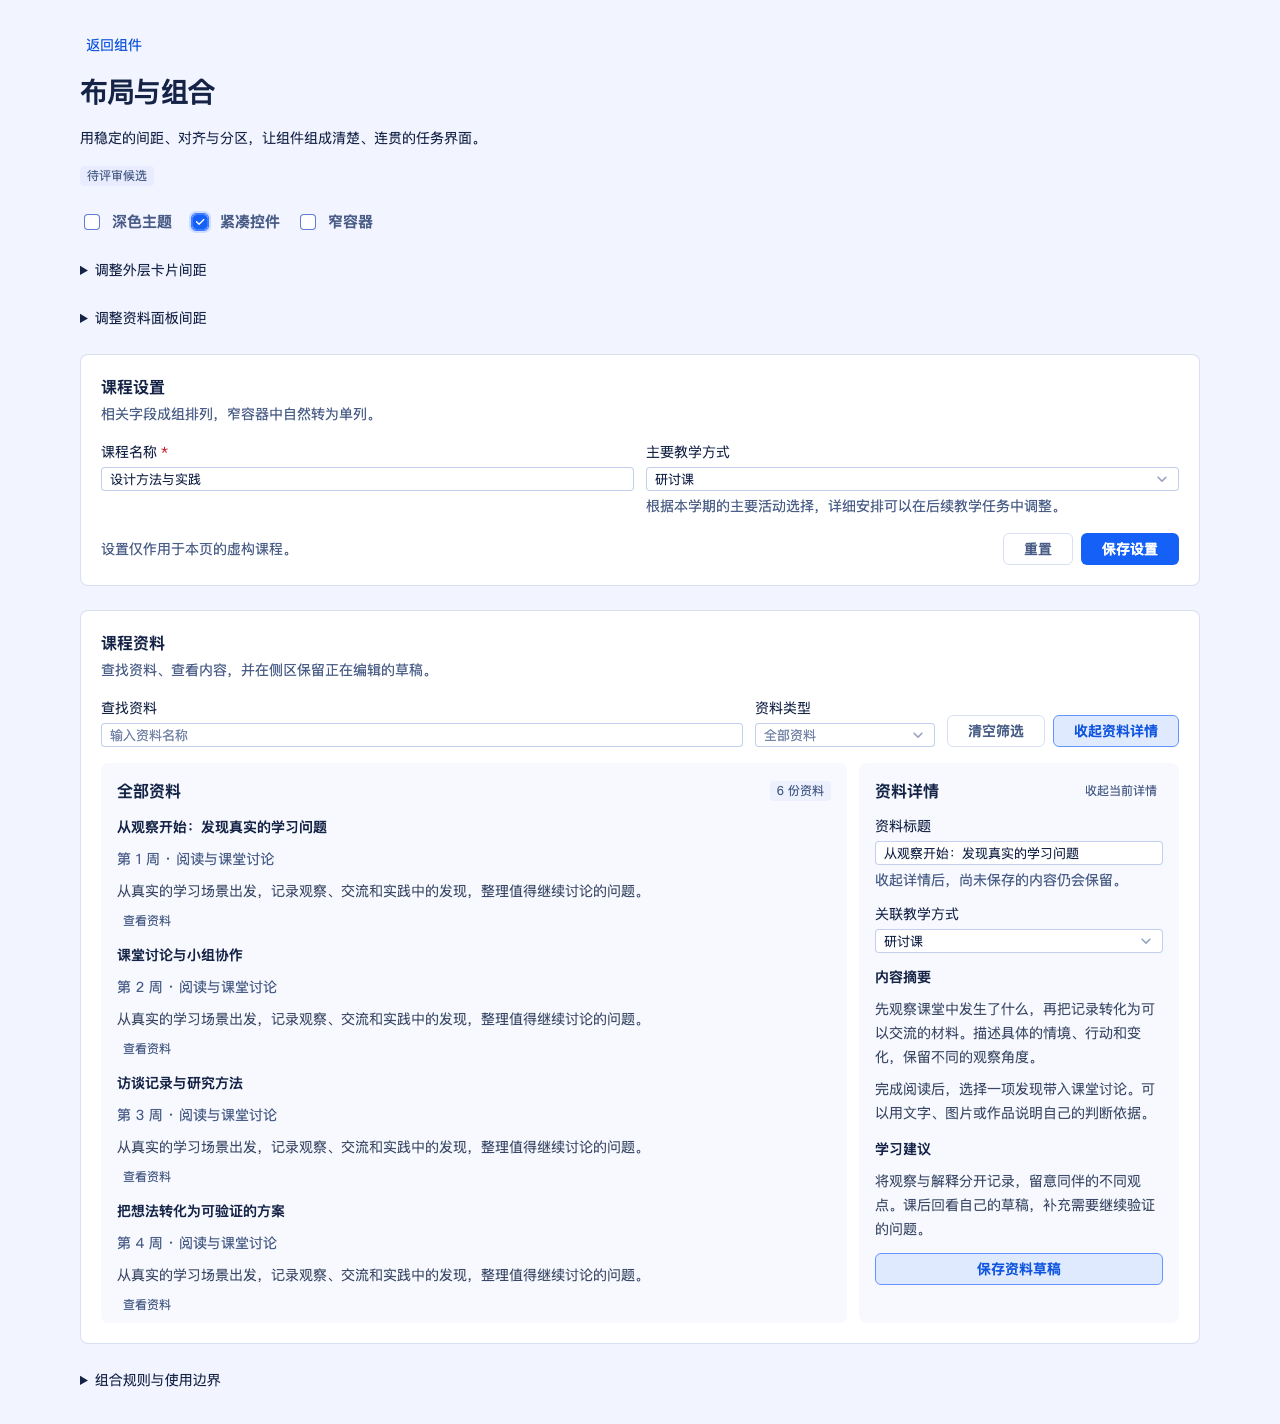 返回组件
布局与组合
用稳定的间距、对齐与分区，让组件组成清楚、连贯的任务界面。
待评审候选
深色主题 紧凑控件 窄容器
调整外层卡片间距
调整资料面板间距
课程设置
相关字段成组排列，窄容器中自然转为单列。
课程名称 * 主要教学方式
设计方法与实践 研讨课
根据本学期的主要活动选择，详细安排可以在后续教学任务中调整。
设置仅作用于本页的虚构课程。 重置 保存设置
课程资料
查找资料、查看内容，并在侧区保留正在编辑的草稿。
查找资料 资料类型
输入资料名称 全部资料 清空筛选 收起资料详情
全部资料 6 份资料
从观察开始：发现真实的学习问题
第 1 周 · 阅读与课堂讨论
从真实的学习场景出发，记录观察、交流和实践中的发现，整理值得继续讨论的问题。
查看资料
课堂讨论与小组协作
第 2 周 · 阅读与课堂讨论
从真实的学习场景出发，记录观察、交流和实践中的发现，整理值得继续讨论的问题。
查看资料
访谈记录与研究方法
第 3 周 · 阅读与课堂讨论
从真实的学习场景出发，记录观察、交流和实践中的发现，整理值得继续讨论的问题。
查看资料
把想法转化为可验证的方案
第 4 周 · 阅读与课堂讨论
从真实的学习场景出发，记录观察、交流和实践中的发现，整理值得继续讨论的问题。
查看资料
资料详情 收起当前详情
资料标题
从观察开始：发现真实的学习问题
收起详情后，尚未保存的内容仍会保留。
关联教学方式
研讨课
内容摘要
先观察课堂中发生了什么，再把记录转化为可
以交流的材料。描述具体的情境、行动和变
化，保留不同的观察角度。
完成阅读后，选择一项发现带入课堂讨论。可
以用文字、图片或作品说明自己的判断依据。
学习建议
将观察与解释分开记录，留意同伴的不同观
点。课后回看自己的草稿，补充需要继续验证
的问题。
保存资料草稿
组合规则与使用边界